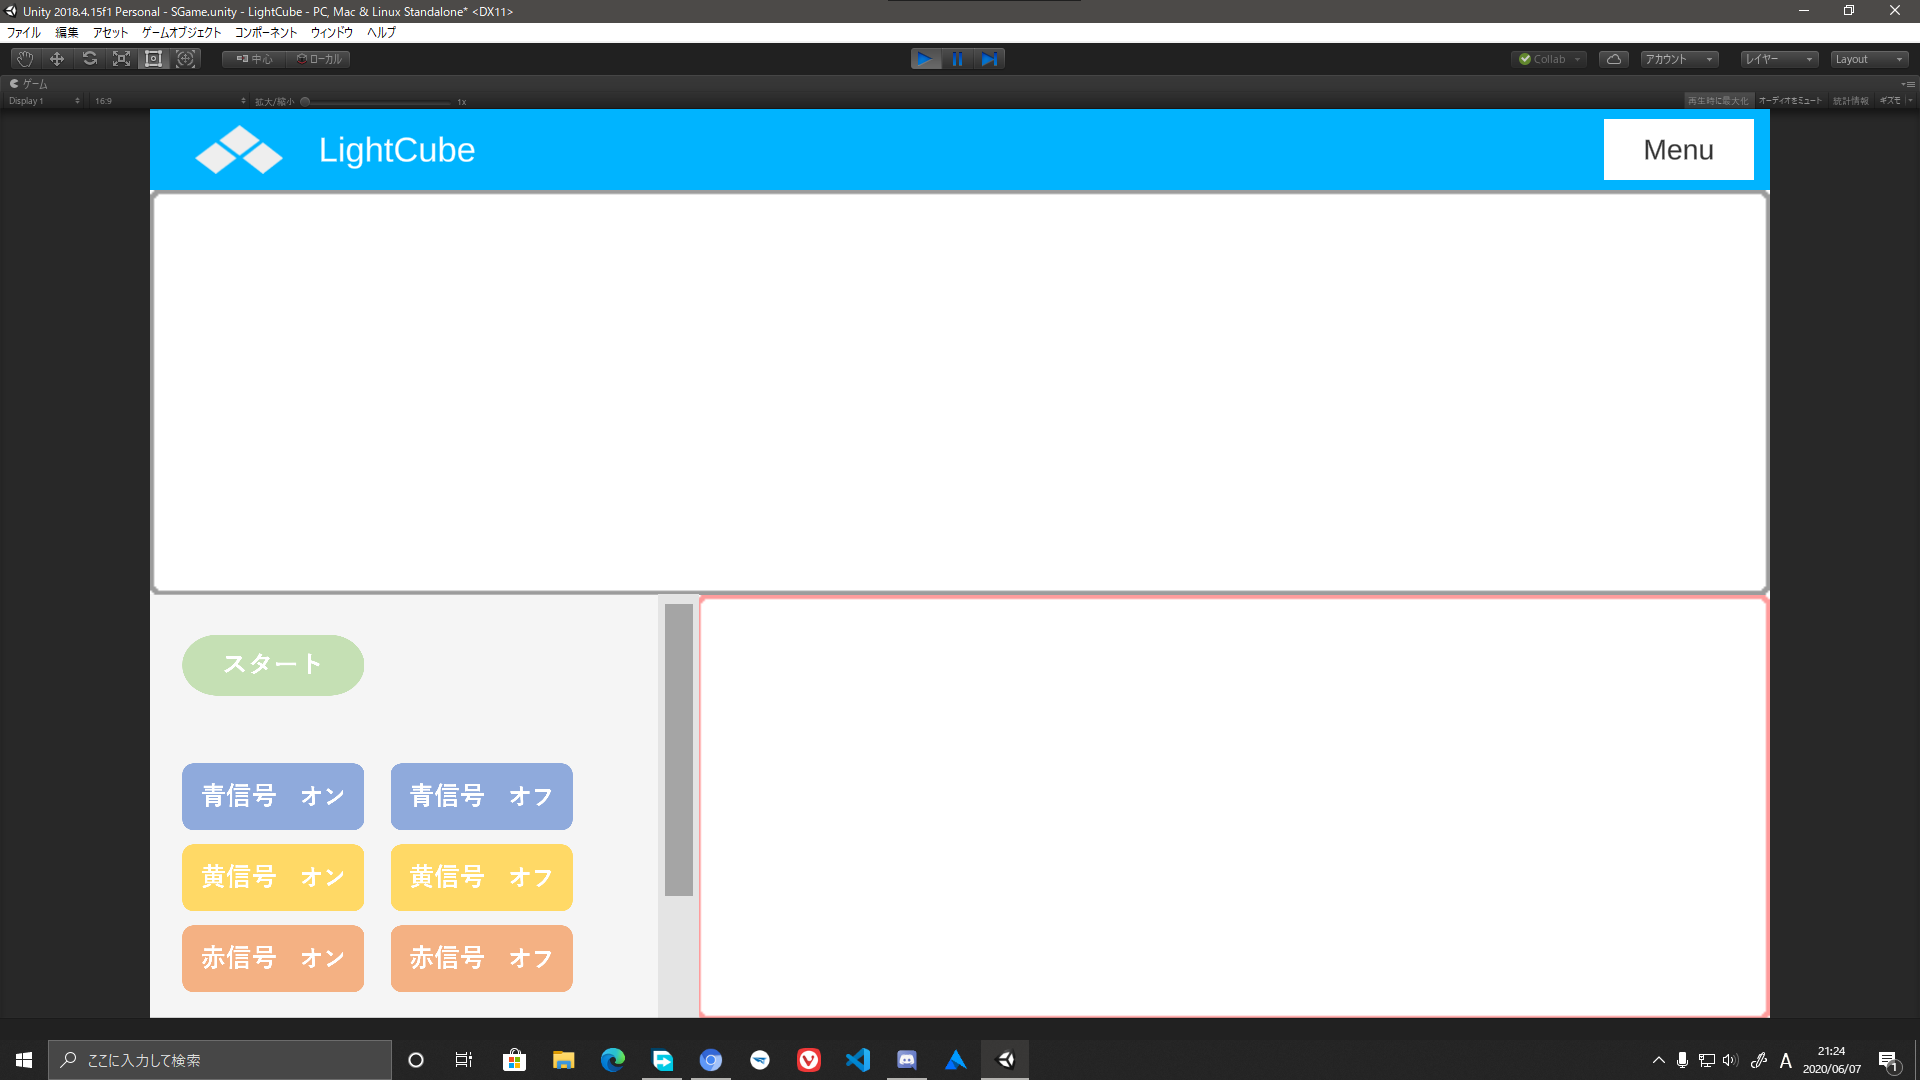 Unity 2018.4.15f1 Personal - SGame.unity - LightCube - PC, Mac & Linux Standalone* <DX11>
ファイル 編集 アセット ゲームオブジェクト コンポーネント ウィンドウ ヘルプ
中心 ローカル Collab アカウント レイヤー Layout
ゲーム
Display 1 16:9 拡大/縮小 1x 再生時に最大化 オーディオをミュート 統計情報 ギズモ
LightCube Menu
スタート
青信号 オン 青信号 オフ
黄信号 オン 黄信号 オフ
赤信号 オン 赤信号 オフ
ここに入力して検索 A 21:24
2020/06/07 1